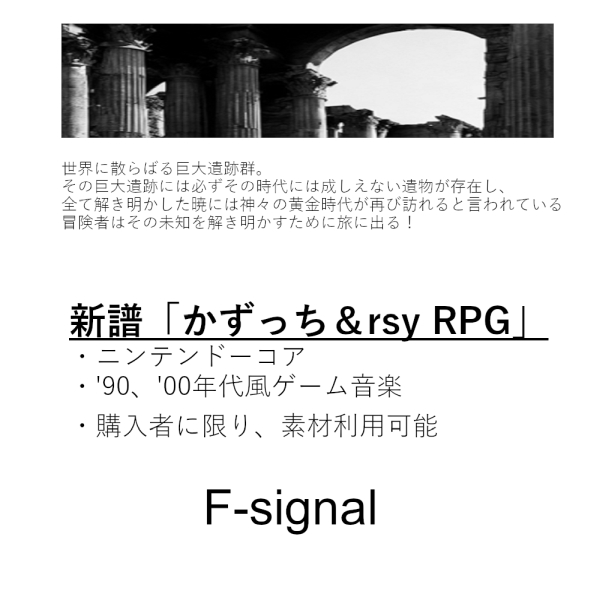 世界に散らばる巨大遺跡群。
その巨大遺跡には必ずその時代には成しえない遺物が存在し、
全て解き明かした暁には神々の黄金時代が再び訪れると言われている
冒険者はその未知を解き明かすために旅に出る！
新譜「かずっち＆rsy RPG」
・ニンテンドーコア
・'90、'00年代風ゲーム音楽
・購入者に限り、素材利用可能
F-signal